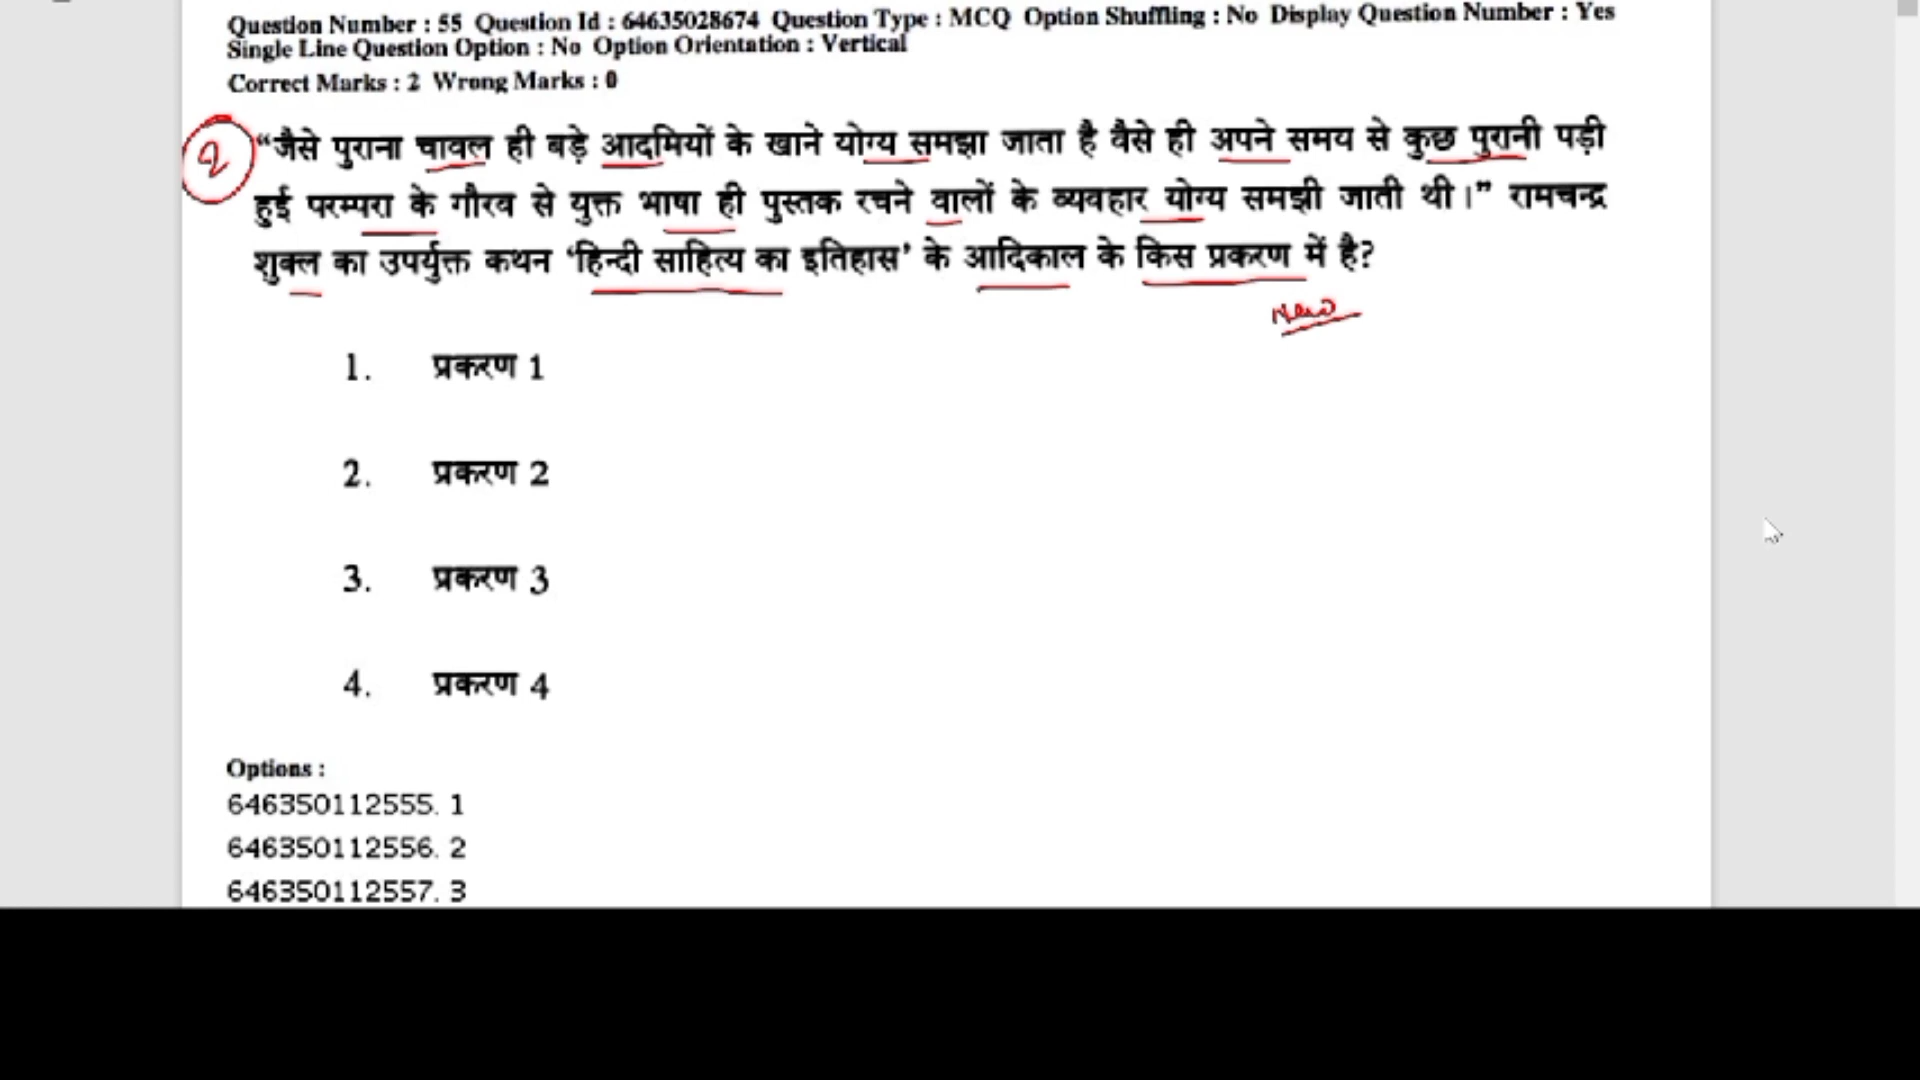 Question Number : 55 Question Id : 64635028674 Question Type : MCQ Option Shuffling : No Display Question Number : Yes
Single Line Question Option : No Option Orientation : Vertical
Correct Marks : 2 Wrong Marks : 0
2 “जैसे पुराना चावल ही बड़े आदमियों के खाने योग्य समझा जाता है वैसे ही अपने समय से कुछ पुरानी पड़ी
हुई परम्परा के गौरव से युक्त भाषा ही पुस्तक रचने वालों के व्यवहार योग्य समझी जाती थी।” रामचन्द्र
शुक्ल का उपर्युक्त कथन ‘हिन्दी साहित्य का इतिहास’ के आदिकाल के किस प्रकरण में है?
New
1. प्रकरण 1
2. प्रकरण 2
3. प्रकरण 3
4. प्रकरण 4
Options :
646350112555. 1
646350112556. 2
646350112557. 3